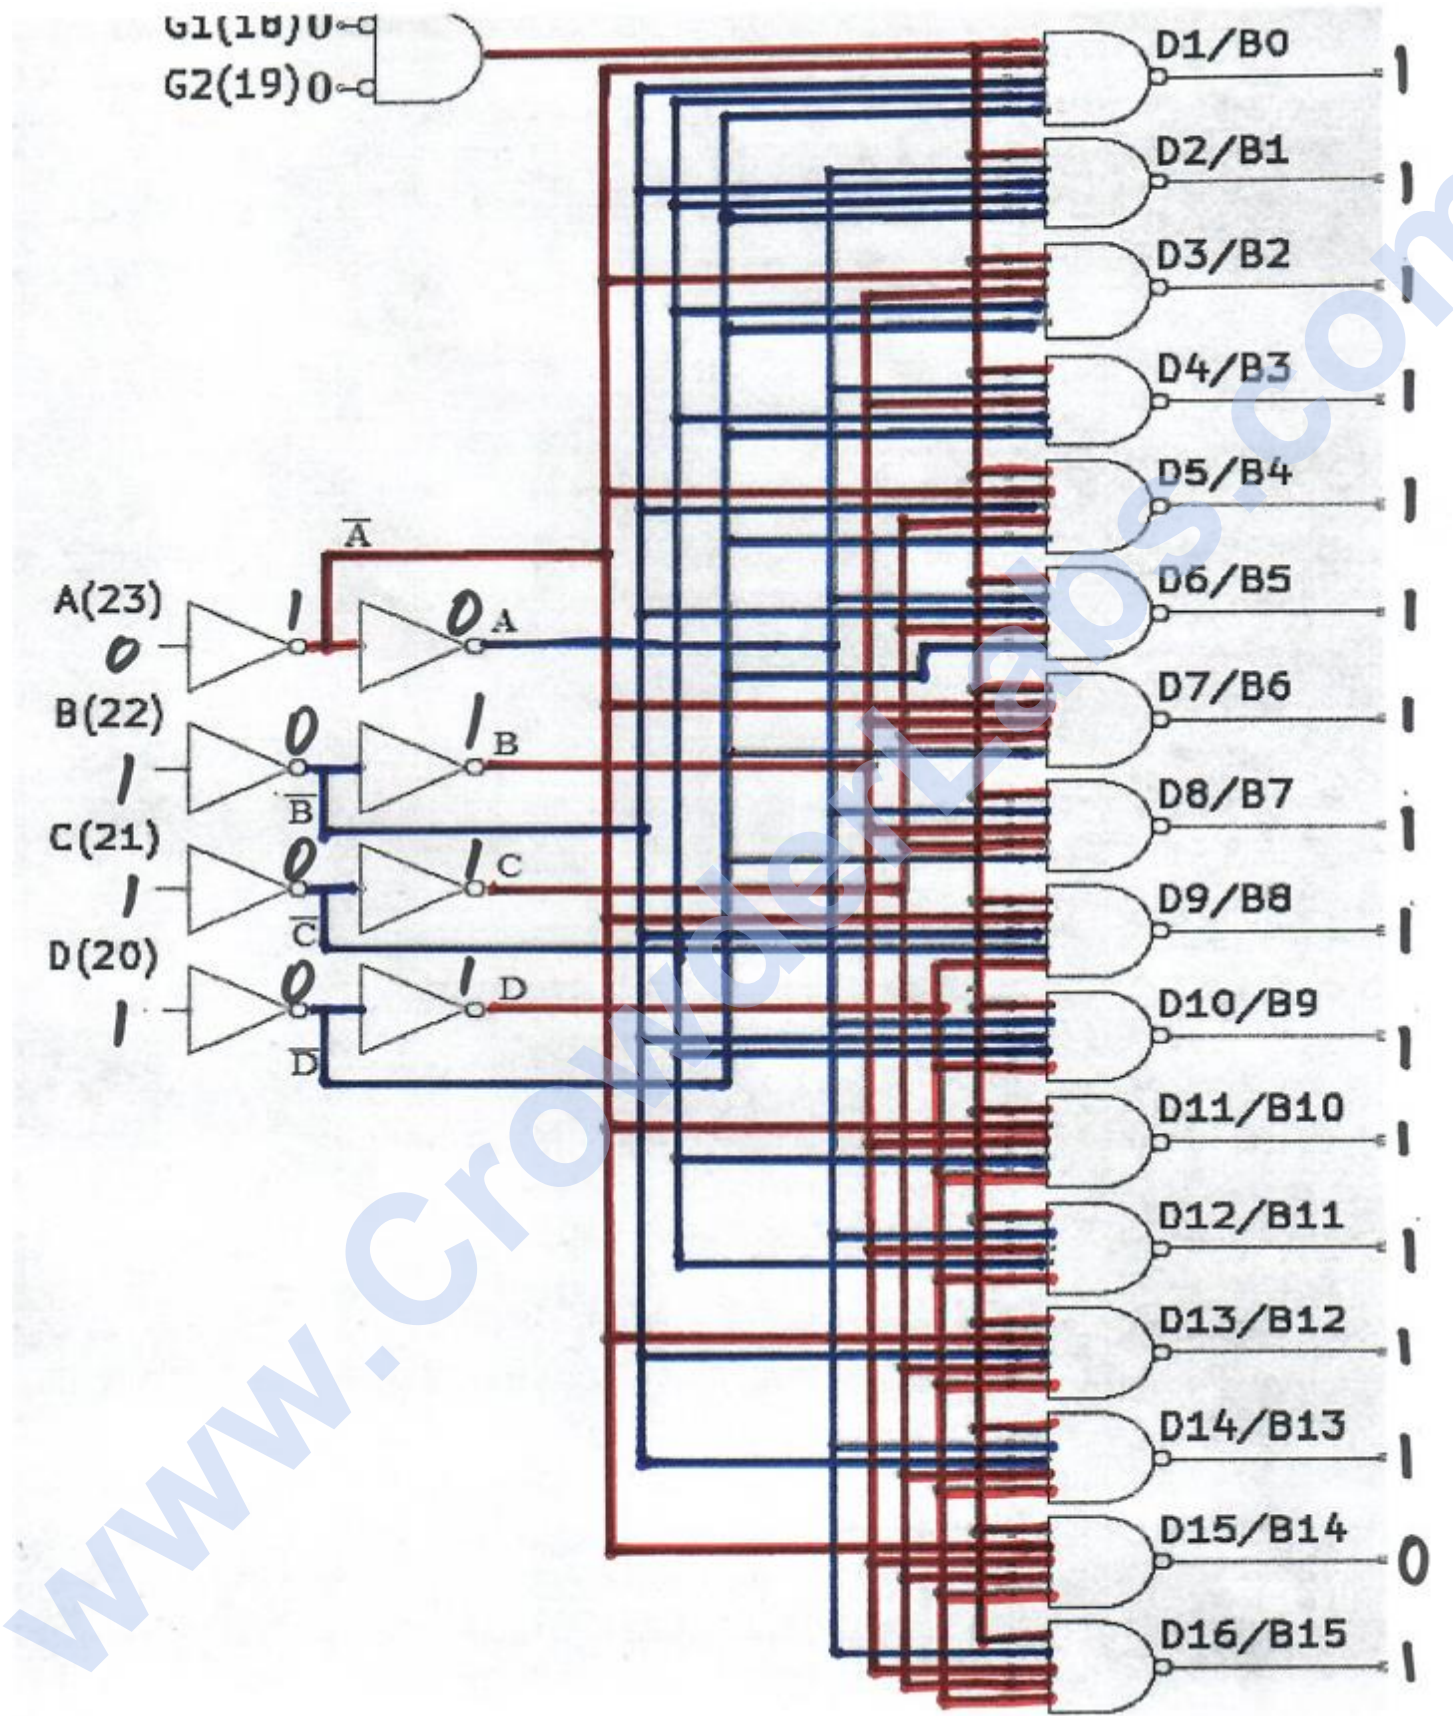 G1(18)0
G2(19)0
D1/B0 1
D2/B1 1
D3/B2 1
D4/B3 1
D5/B4 1
A
D6/B5 1
A(23) 1 0 A
0
D7/B6 1
B(22) 0 1 B
1
B
D8/B7 1
C(21) 0 1 C
1
C
D9/B8 1
D(20) 0 1 D
1
D
D10/B9 1
D11/B10 1
D12/B11 1
D13/B12 1
D14/B13 1
D15/B14 0
D16/B15 1
www.CrowderLabs.com